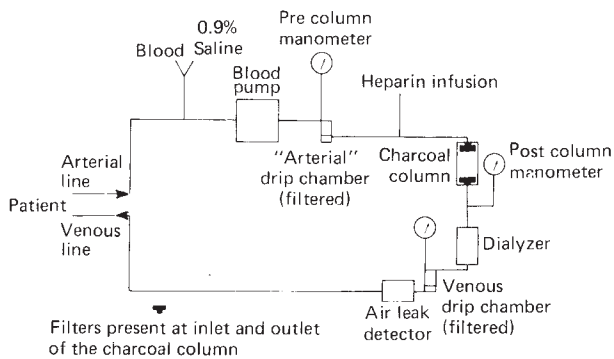 Pre column
manometer
0.9%
Saline
Blood
Blood
pump
Heparin infusion
"Arterial"
drip chamber
(filtered)
Charcoal
column
Post column
manometer
Arterial
line
Patient
Venous
line
Dialyzer
Air leak
detector
Venous
drip chamber
(filtered)
Filters present at inlet and outlet
of the charcoal column